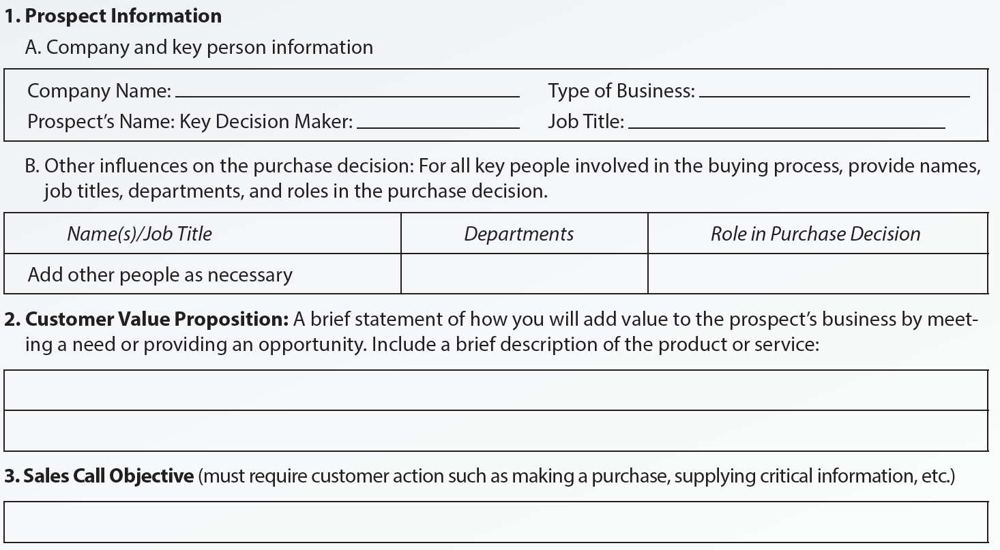 1. Prospect Information
A. Company and key person information
Company Name: Type of Business:
Prospect’s Name: Key Decision Maker: Job Title:
B. Other influences on the purchase decision: For all key people involved in the buying process, provide names,
job titles, departments, and roles in the purchase decision.
Name(s)/Job Title Departments Role in Purchase Decision
Add other people as necessary
2. Customer Value Proposition: A brief statement of how you will add value to the prospect’s business by meet-
ing a need or providing an opportunity. Include a brief description of the product or service:
3. Sales Call Objective (must require customer action such as making a purchase, supplying critical information, etc.)